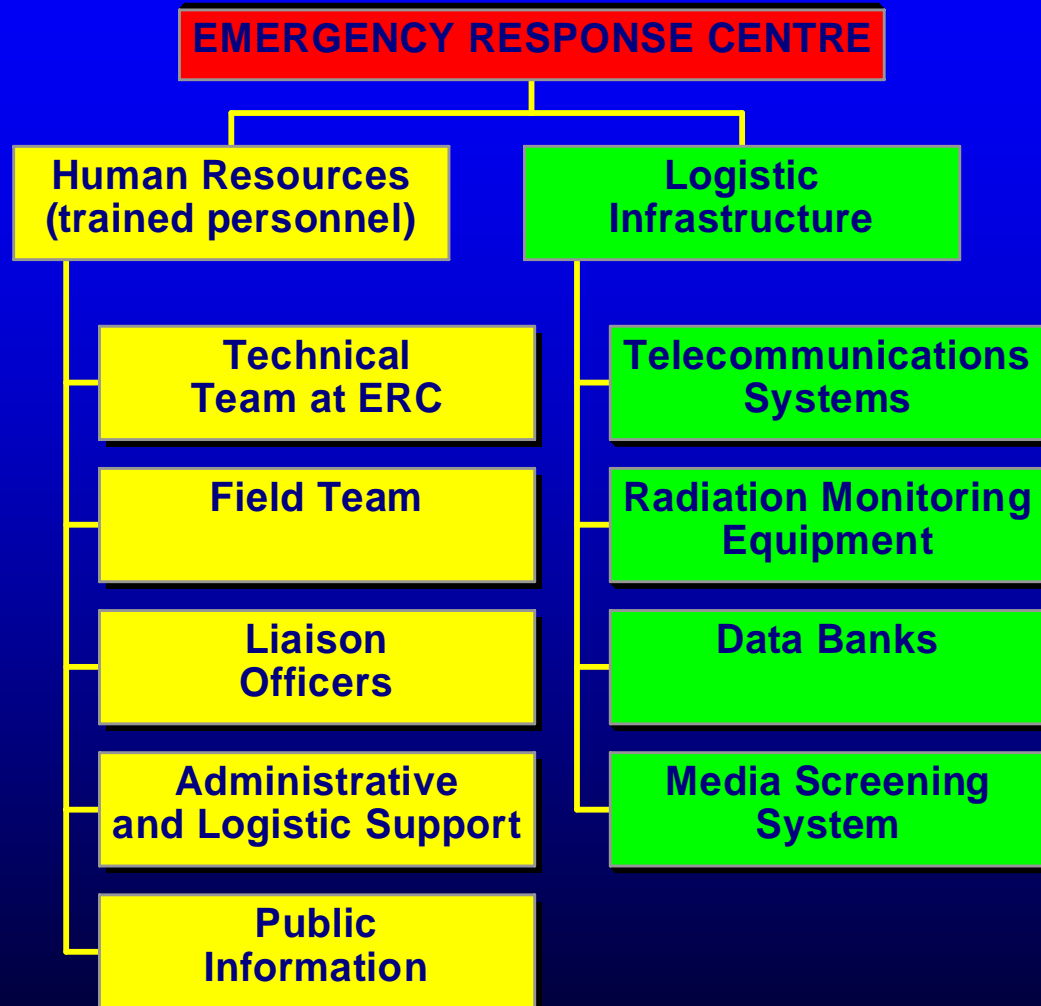 EMERGENCY RESPONSE CENTRE
Human Resources
(trained personnel)
Technical
Team at ERC
Field Team
Liaison
Officers
Administrative
and Logistic Support
Public
Information
Logistic
Infrastructure
Telecommunications
Systems
Radiation Monitoring
Equipment
Data Banks
Media Screening
System